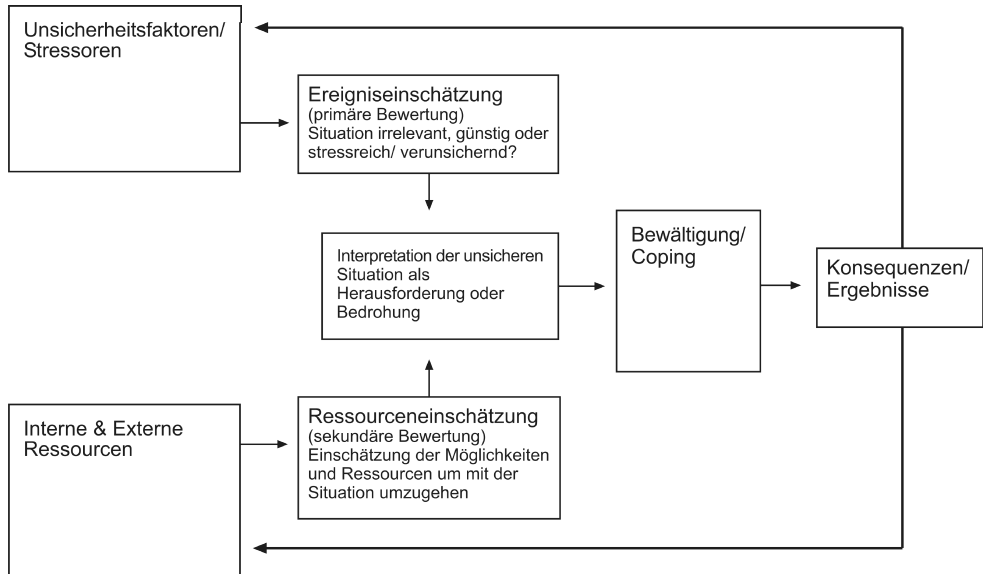 Unsicherheitsfaktoren/
Stressoren
Ereigniseinschätzung
(primäre Bewertung)
Situation irrelevant, günstig oder
stressreich/ verunsichernd?
Interpretation der unsicheren
Situation als
Herausforderung oder
Bedrohung
Bewältigung/
Coping
Konsequenzen/
Ergebnisse
Interne & Externe
Ressourcen
Ressourceneinschätzung
(sekundäre Bewertung)
Einschätzung der Möglichkeiten
und Ressourcen um mit der
Situation umzugehen